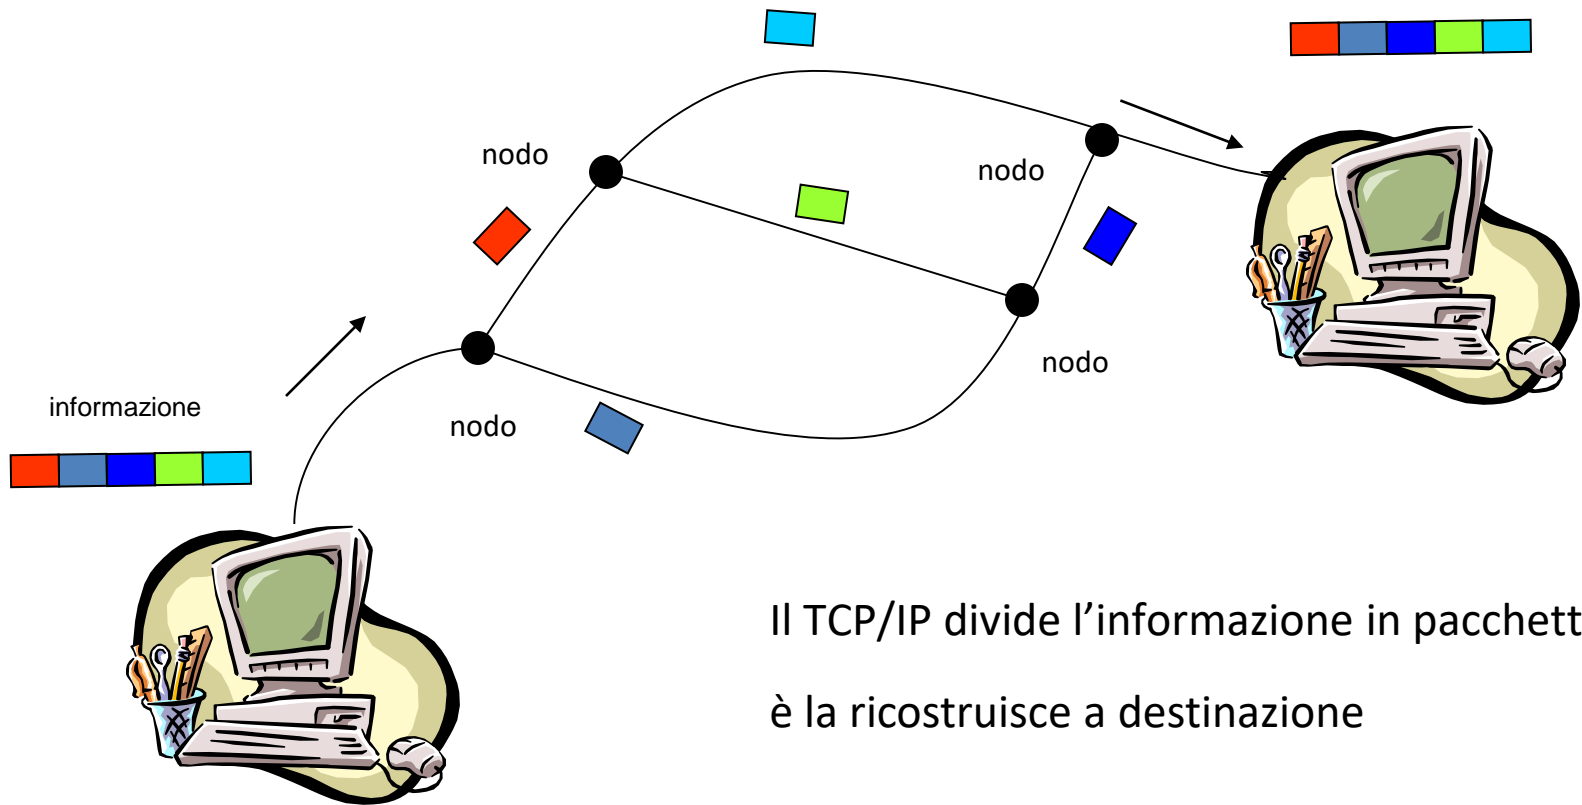 nodo
nodo
informazione
nodo
nodo
Il TCP/IP divide l’informazione in pacchett
è la ricostruisce a destinazione